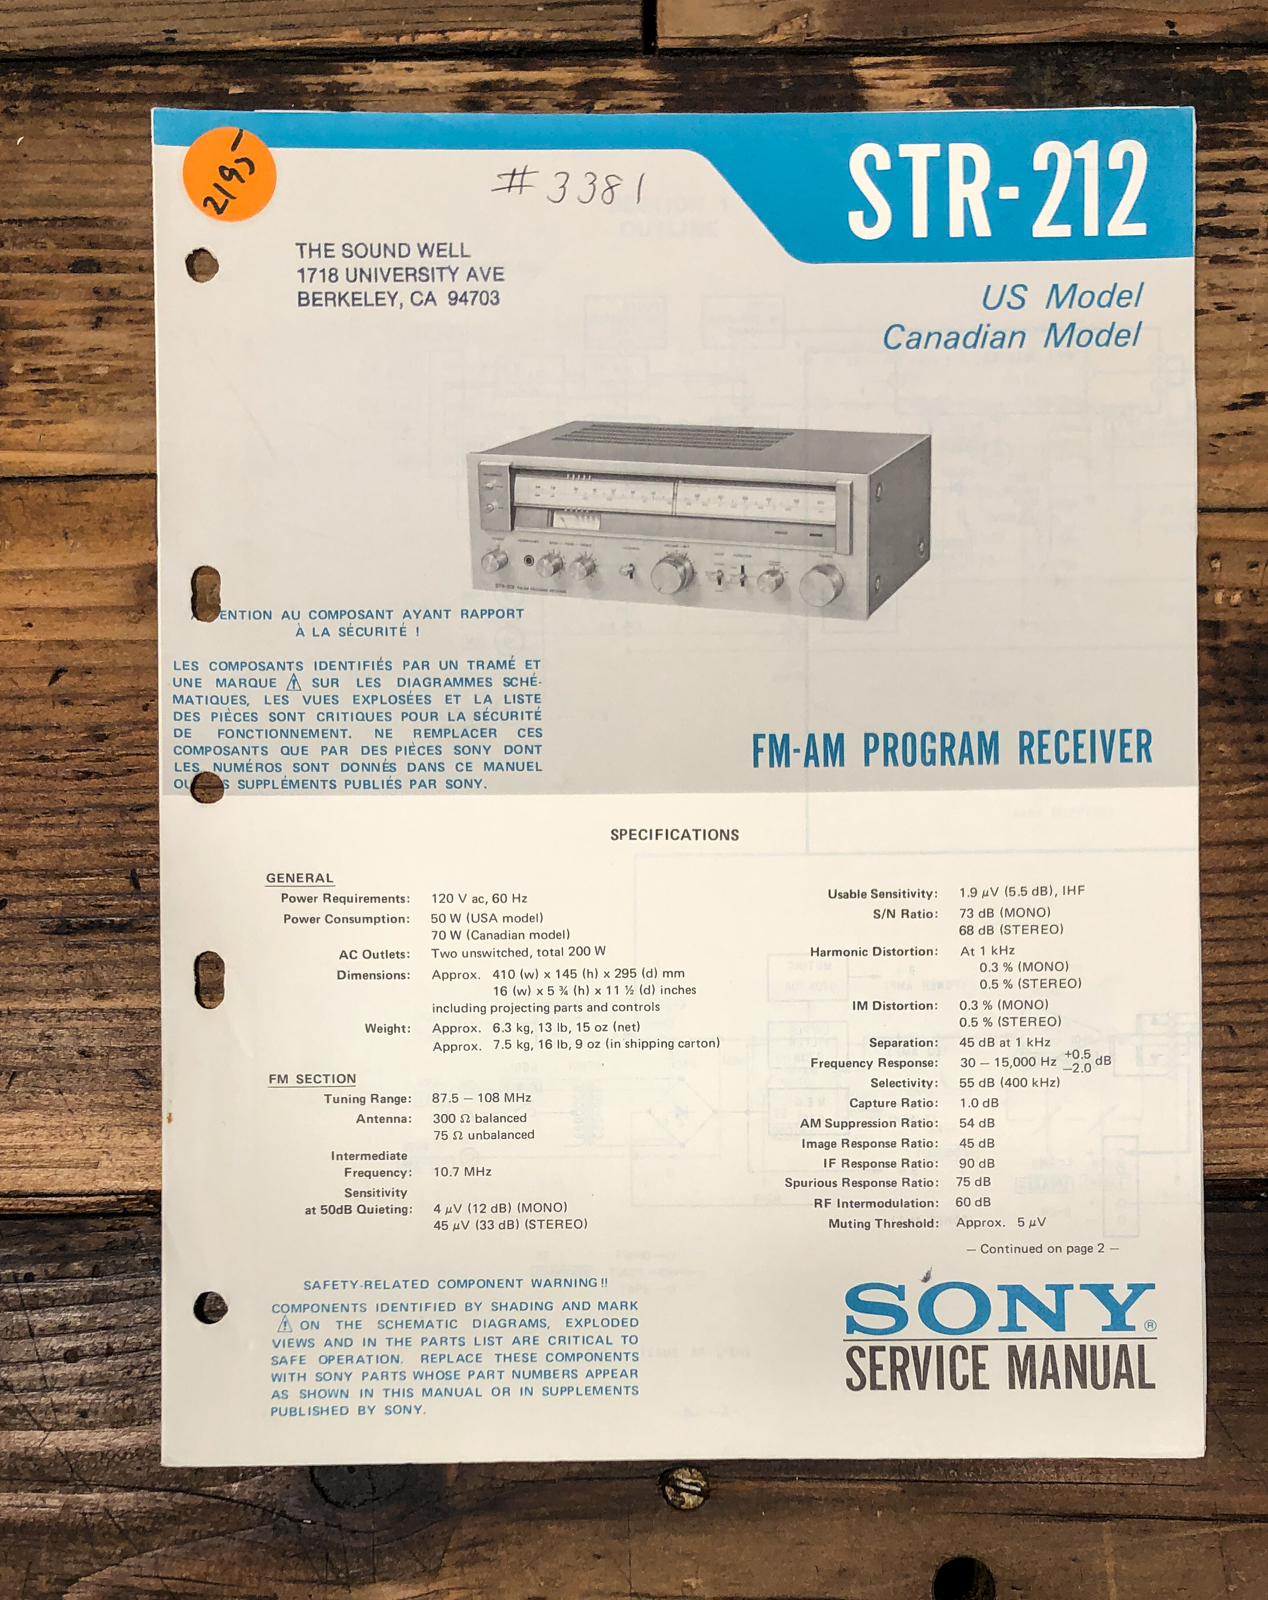 2195-
#3381
STR-212
THE SOUND WELL
1718 UNIVERSITY AVE
BERKELEY, CA 94703
US Model
Canadian Model
ENTION AU COMPOSANT AYANT RAPPORT
À LA SÉCURITÉ !
LES COMPOSANTS IDENTIFIÉS PAR UN TRAMÉ ET
UNE MARQUE ⚠ SUR LES DIAGRAMMES SCHÉ-
MATIQUES, LES VUES EXPLOSÉES ET LA LISTE
DES PIÈCES SONT CRITIQUES POUR LA SÉCURITÉ
DE FONCTIONNEMENT. NE REMPLACER CES
COMPOSANTS QUE PAR DES PIÈCES SONY DONT
LES NUMÉROS SONT DONNÉS DANS CE MANUEL
OU S SUPPLÉMENTS PUBLIÉS PAR SONY.
FM-AM PROGRAM RECEIVER
SPECIFICATIONS
GENERAL
Power Requirements: 120 V ac, 60 Hz
Power Consumption: 50 W (USA model)
70 W (Canadian model)
AC Outlets: Two unswitched, total 200 W
Dimensions: Approx. 410 (w) x 145 (h) x 295 (d) mm
16 (w) x 5 ¾ (h) x 11 ½ (d) inches
including projecting parts and controls
Weight: Approx. 6.3 kg, 13 lb, 15 oz (net)
Approx. 7.5 kg, 16 lb, 9 oz (in shipping carton)
FM SECTION
Tuning Range: 87.5 – 108 MHz
Antenna: 300 Ω balanced
75 Ω unbalanced
Intermediate
Frequency: 10.7 MHz
Sensitivity
at 50dB Quieting: 4 µV (12 dB) (MONO)
45 µV (33 dB) (STEREO)
Usable Sensitivity: 1.9 µV (5.5 dB), IHF
S/N Ratio: 73 dB (MONO)
68 dB (STEREO)
Harmonic Distortion: At 1 kHz
0.3 % (MONO)
0.5 % (STEREO)
IM Distortion: 0.3 % (MONO)
0.5 % (STEREO)
Separation: 45 dB at 1 kHz
Frequency Response: 30 – 15,000 Hz +0.5 –2.0 dB
Selectivity: 55 dB (400 kHz)
Capture Ratio: 1.0 dB
AM Suppression Ratio: 54 dB
Image Response Ratio: 45 dB
IF Response Ratio: 90 dB
Spurious Response Ratio: 75 dB
RF Intermodulation: 60 dB
Muting Threshold: Approx. 5 µV
– Continued on page 2 –
SAFETY-RELATED COMPONENT WARNING!!
COMPONENTS IDENTIFIED BY SHADING AND MARK
⚠ ON THE SCHEMATIC DIAGRAMS, EXPLODED
VIEWS AND IN THE PARTS LIST ARE CRITICAL TO
SAFE OPERATION. REPLACE THESE COMPONENTS
WITH SONY PARTS WHOSE PART NUMBERS APPEAR
AS SHOWN IN THIS MANUAL OR IN SUPPLEMENTS
PUBLISHED BY SONY.
SONY®
SERVICE MANUAL